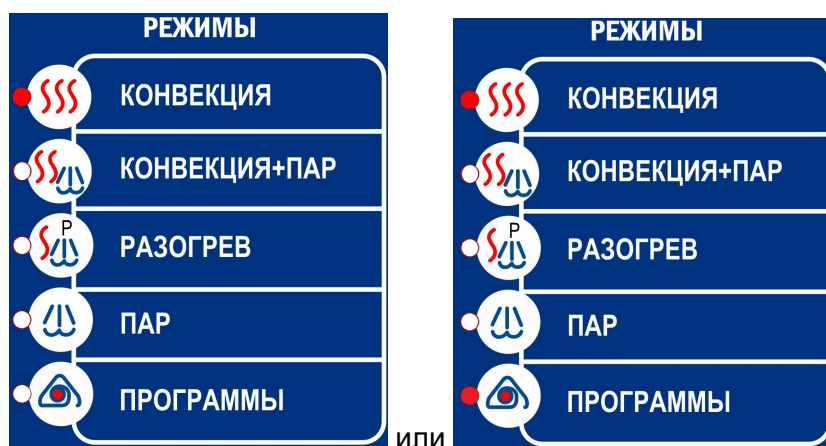 РЕЖИМЫ
КОНВЕКЦИЯ
КОНВЕКЦИЯ+ПАР
P
РАЗОГРЕВ
ПАР
ПРОГРАММЫ
или
РЕЖИМЫ
КОНВЕКЦИЯ
КОНВЕКЦИЯ+ПАР
P
РАЗОГРЕВ
ПАР
ПРОГРАММЫ